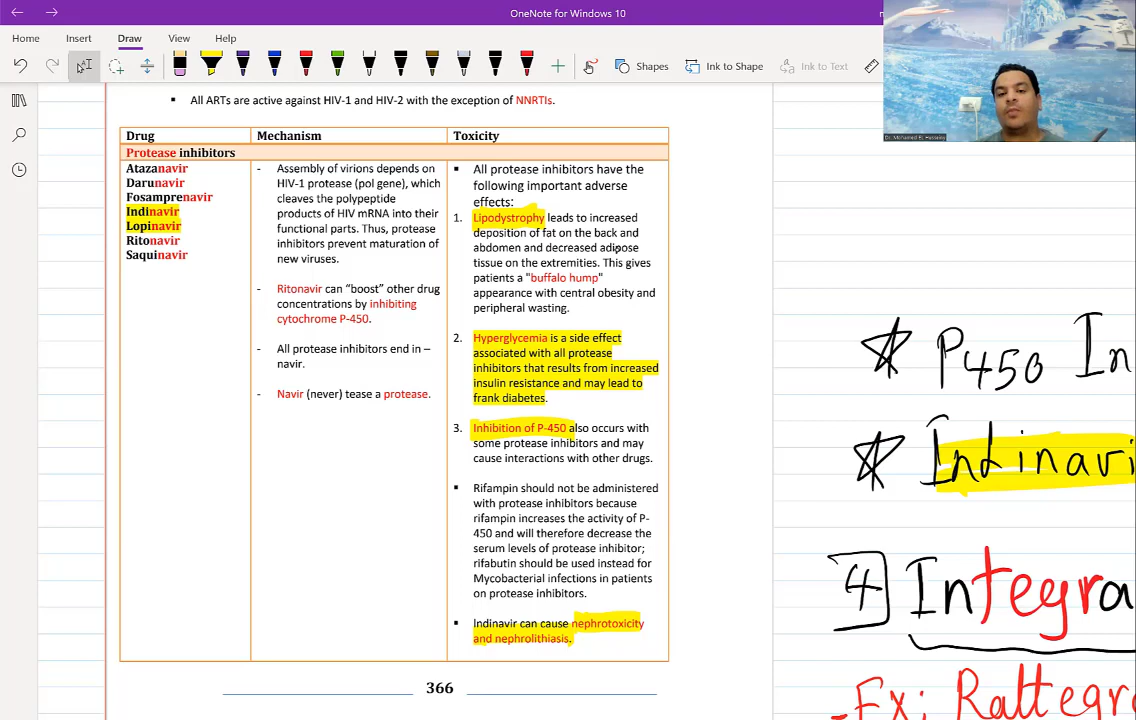 OneNote for Windows 10
Home Insert Draw View Help
Shapes Ink to Shape Ink to Text
All ARTs are active against HIV-1 and HIV-2 with the exception of NNRTIs.
Drug Mechanism Toxicity
Protease inhibitors
Atazanavir
Darunavir
Fosamprenavir
Indinavir
Lopinavir
Ritonavir
Saquinavir
- Assembly of virions depends on
HIV-1 protease (pol gene), which
cleaves the polypeptide
products of HIV mRNA into their
functional parts. Thus, protease
inhibitors prevent maturation of
new viruses.
- Ritonavir can “boost” other drug
concentrations by inhibiting
cytochrome P-450.
- All protease inhibitors end in –
navir.
- Navir (never) tease a protease.
All protease inhibitors have the
following important adverse
effects:
1. Lipodystrophy leads to increased
deposition of fat on the back and
abdomen and decreased adipose
tissue on the extremities. This gives
patients a "buffalo hump"
appearance with central obesity and
peripheral wasting.
2. Hyperglycemia is a side effect
associated with all protease
inhibitors that results from increased
insulin resistance and may lead to
frank diabetes.
3. Inhibition of P-450 also occurs with
some protease inhibitors and may
cause interactions with other drugs.
Rifampin should not be administered
with protease inhibitors because
rifampin increases the activity of P-
450 and will therefore decrease the
serum levels of protease inhibitor;
rifabutin should be used instead for
Mycobacterial infections in patients
on protease inhibitors.
Indinavir can cause nephrotoxicity
and nephrolithiasis.
366
P450 In
Indinavi
4 Integra
-Ex; Raltegr
Dr. Mohamed EL Husseiny